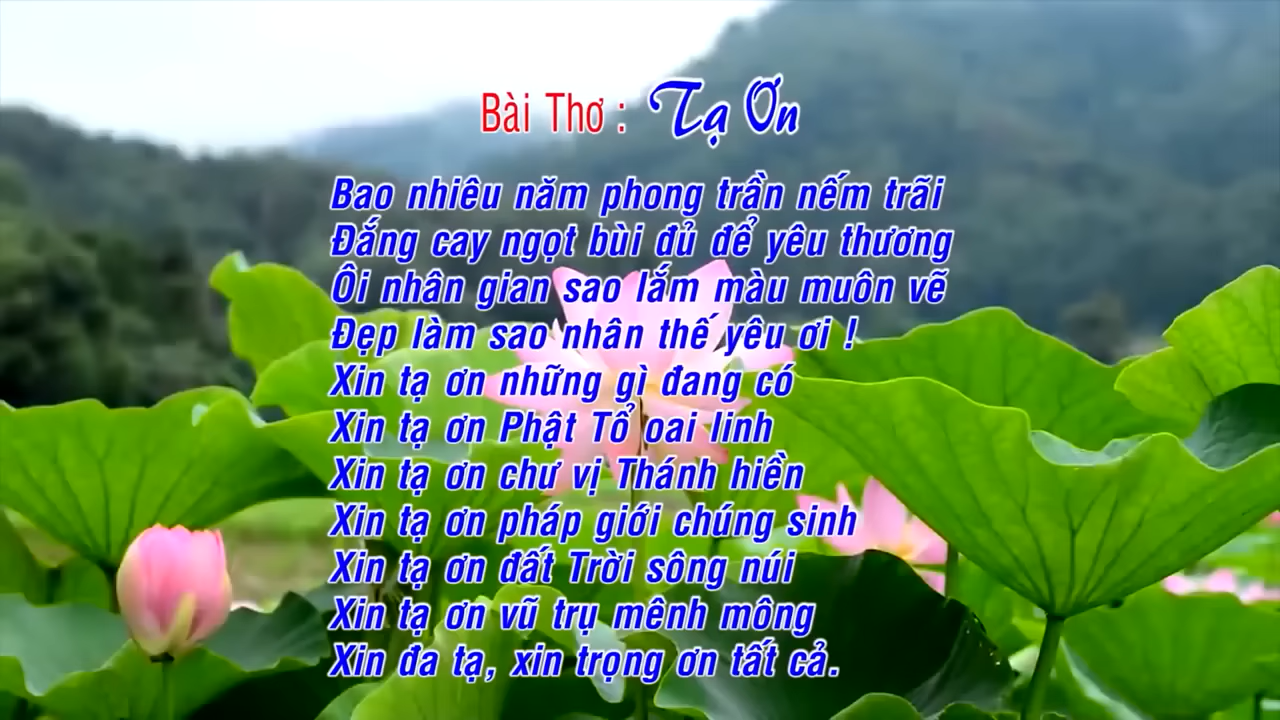 Bài Thơ : Tạ Ơn
Bao nhiêu năm phong trần nếm trãi
Đắng cay ngọt bùi đủ để yêu thương
Ôi nhân gian sao lắm màu muôn vẽ
Đẹp làm sao nhân thế yêu ơi !
Xin tạ ơn những gì đang có
Xin tạ ơn Phật Tổ oai linh
Xin tạ ơn chư vị Thánh hiền
Xin tạ ơn pháp giới chúng sinh
Xin tạ ơn đất Trời sông núi
Xin tạ ơn vũ trụ mênh mông
Xin đa tạ, xin trọng ơn tất cả.